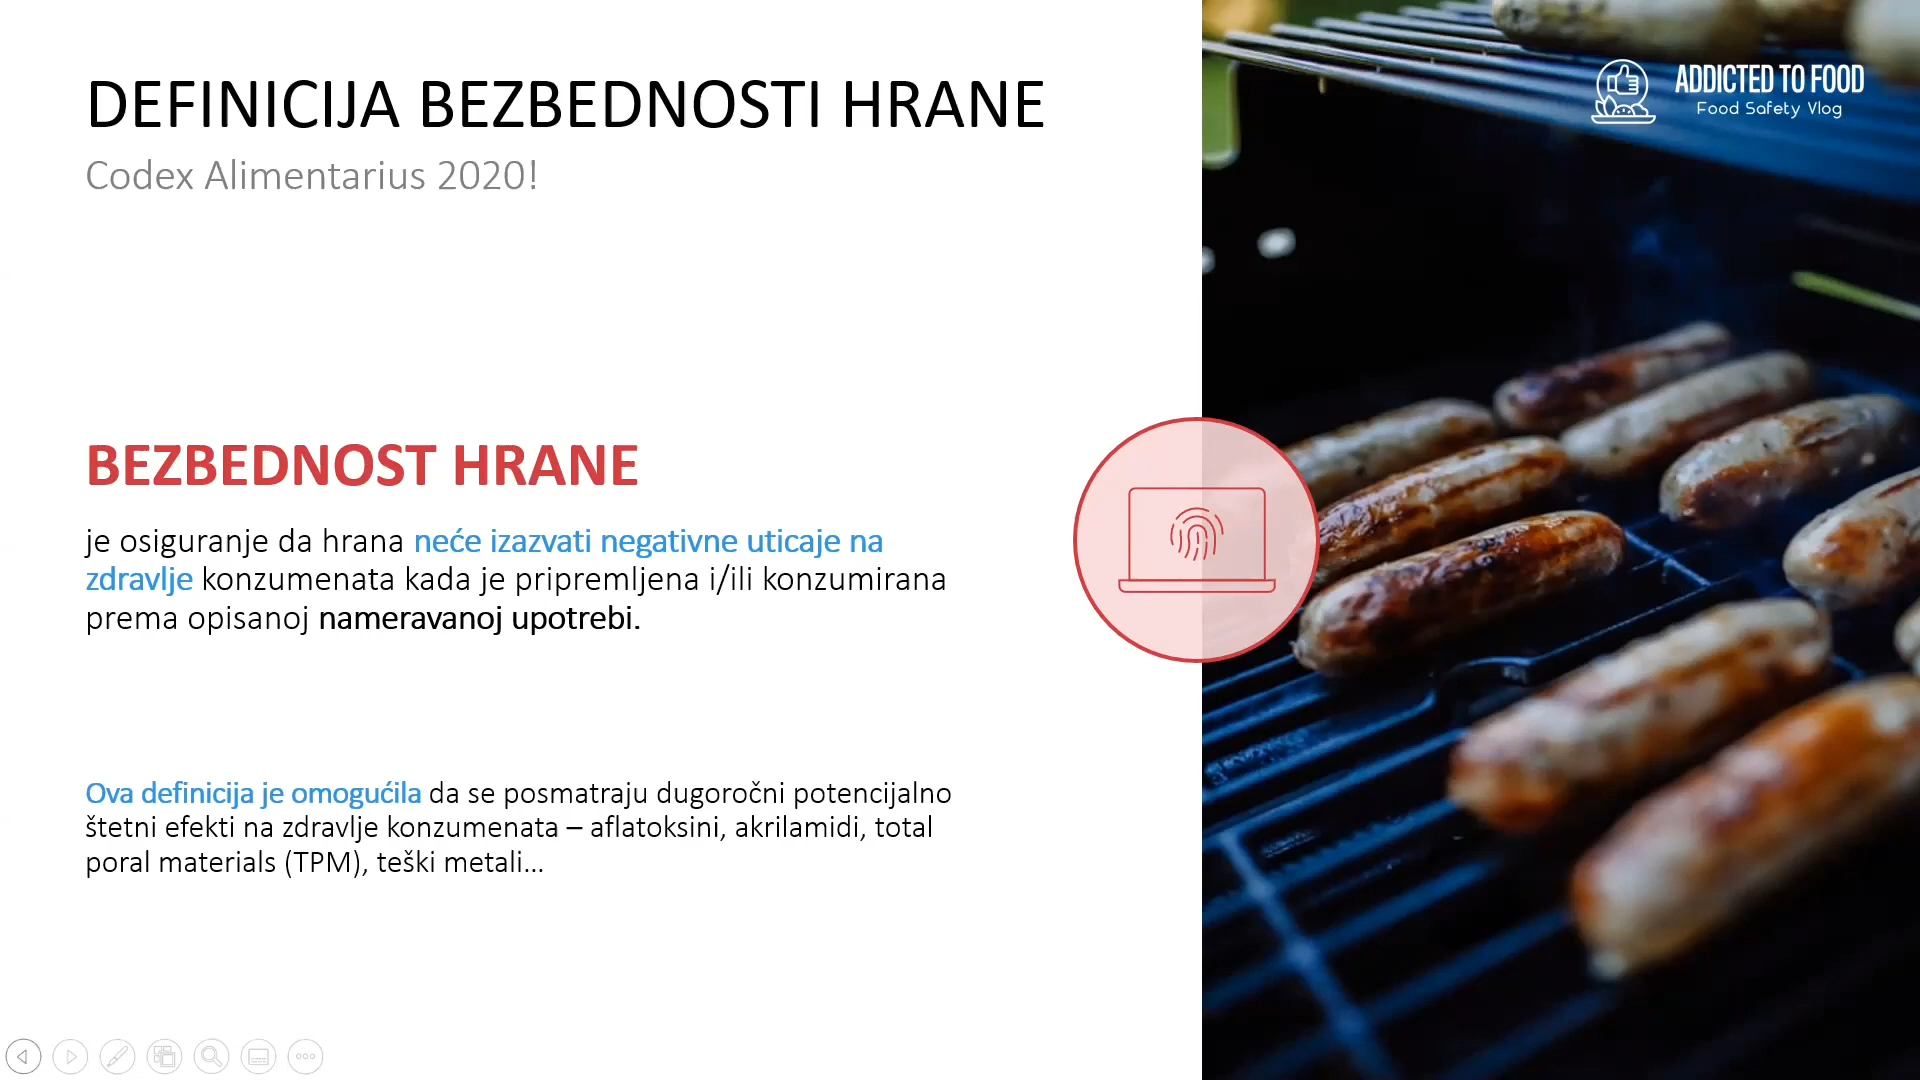 DEFINICIJA BEZBEDNOSTI HRANE
Codex Alimentarius 2020!
ADDICTED TO FOOD
Food Safety Vlog
BEZBEDNOST HRANE
je osiguranje da hrana neće izazvati negativne uticaje na
zdravlje konzumenata kada je pripremljena i/ili konzumirana
prema opisanoj nameravanoj upotrebi.
Ova definicija je omogućila da se posmatraju dugoročni potencijalno
štetni efekti na zdravlje konzumenata – aflatoksini, akrilamidi, total
poral materials (TPM), teški metali...